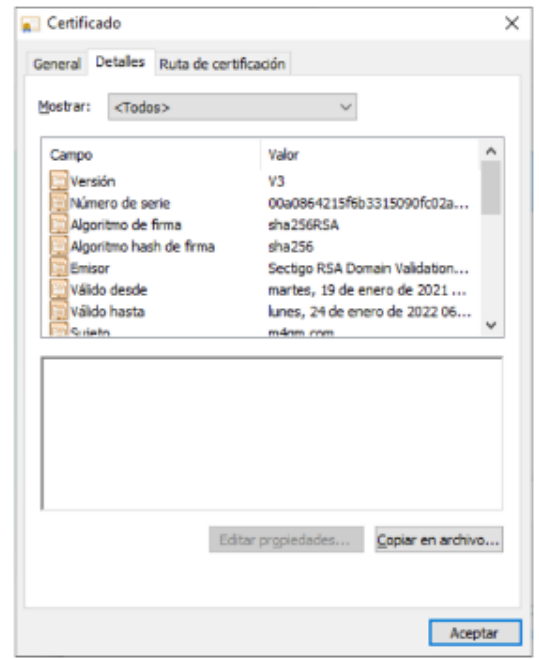 Certificado
General Detalles Ruta de certificación
Mostrar: <Todos>
Campo Valor
Versión V3
Número de serie 00a0864215f6b3315090fc02a...
Algoritmo de firma sha256RSA
Algoritmo hash de firma sha256
Emisor Sectigo RSA Domain Validation...
Válido desde martes, 19 de enero de 2021 ...
Válido hasta lunes, 24 de enero de 2022 06...
Sujeto
Editar propiedades... Copiar en archivo...
Aceptar